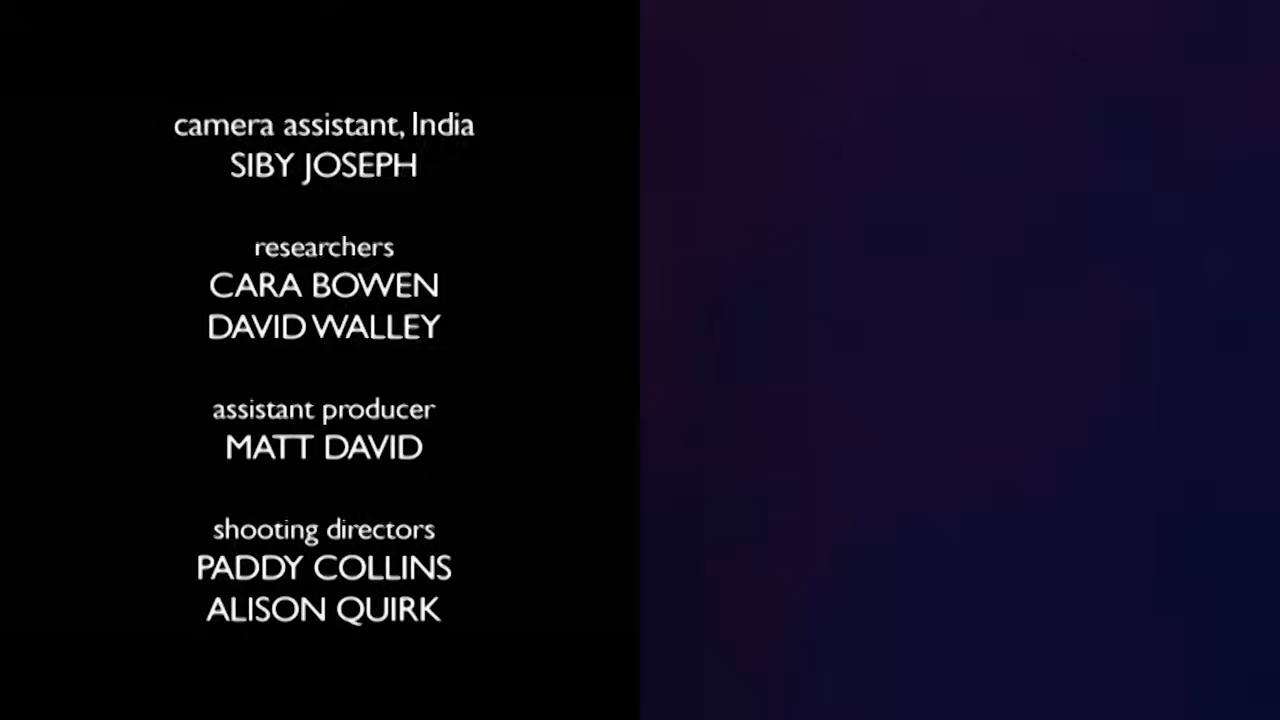 camera assistant, India
SIBY JOSEPH
researchers
CARA BOWEN
DAVID WALLEY
assistant producer
MATT DAVID
shooting directors
PADDY COLLINS
ALISON QUIRK